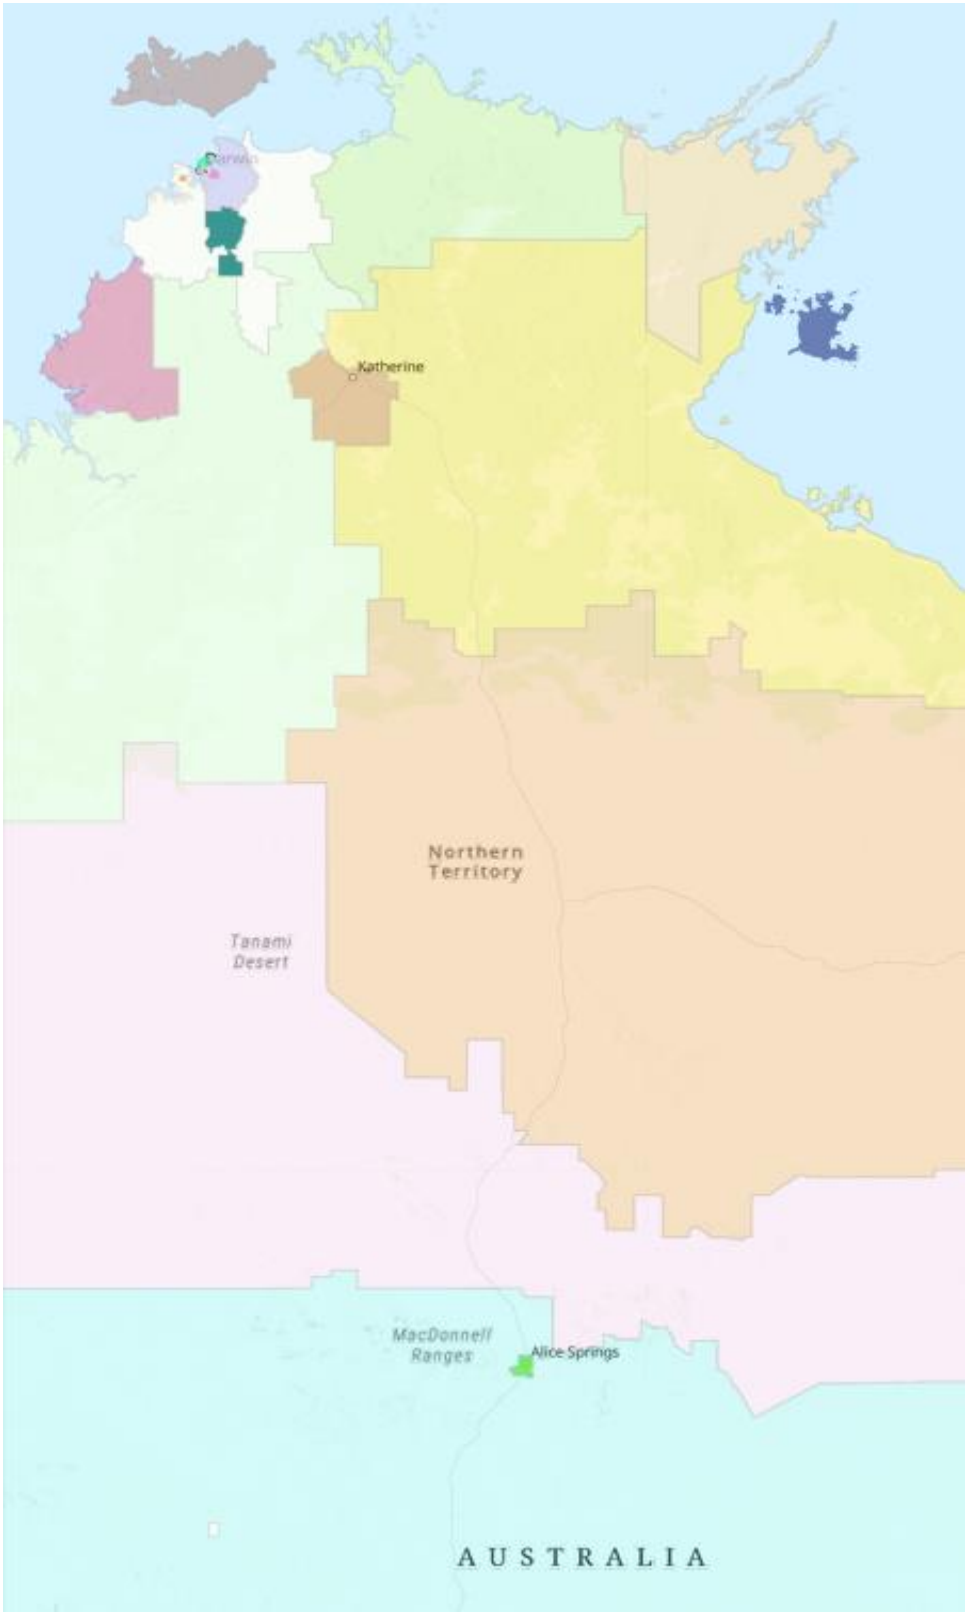 Darwin
Katherine
Northern
Territory
Tanami
Desert
MacDonnell
Ranges
Alice Springs
AUSTRALIA